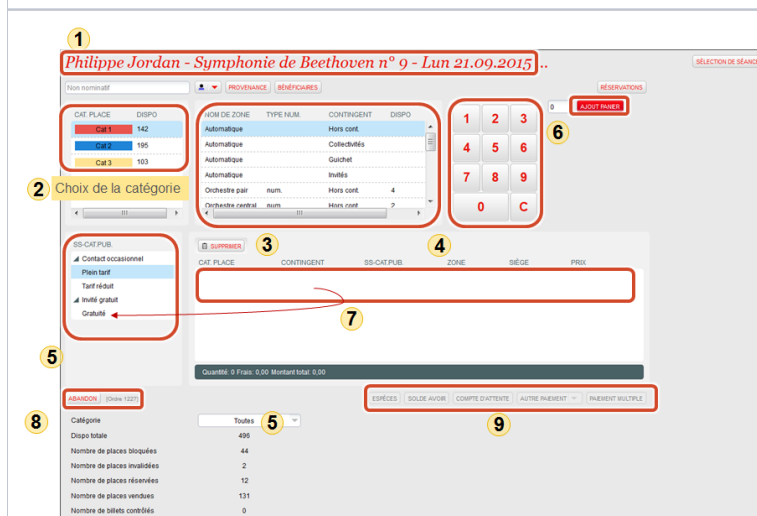 1
Philippe Jordan - Symphonie de Beethoven n° 9 - Lun 21.09.2015 ..
SÉLECTION DE SÉANCE
Non nominatif
PROVENANCE
BÉNÉFICIAIRES
RÉSERVATIONS
0
AJOUT PANIER
6
CAT. PLACE DISPO
Cat 1 142
Cat 2 195
Cat 3 103
NOM DE ZONE TYPE NUM. CONTINGENT DISPO
Automatique Hors cont.
Automatique Collectivités
Automatique Guichet
Automatique Invités
Orchestre pair num. Hors cont. 4
Orchestre central num. Hors cont. 2
1 2 3
4 5 6
7 8 9
0 C
2 Choix de la catégorie
SS-CAT.PUB.
Contact occasionnel
Plein tarif
Tarif réduit
Invité gratuit
Gratuité
5
SUPPRIMER
3
4
CAT. PLACE CONTINGENT SS-CAT.PUB. ZONE SIÈGE PRIX
7
Quantité: 0 Frais: 0,00 Montant total: 0,00
ABANDON [Ordre 1227]
8
ESPÈCES SOLDE AVOIR COMPTE D'ATTENTE AUTRE PAIEMENT PAIEMENT MULTIPLE
9
Catégorie Toutes
5
Dispo totale 496
Nombre de places bloquées 44
Nombre de places invalidées 2
Nombre de places réservées 12
Nombre de places vendues 131
Nombre de billets contrôlés 0